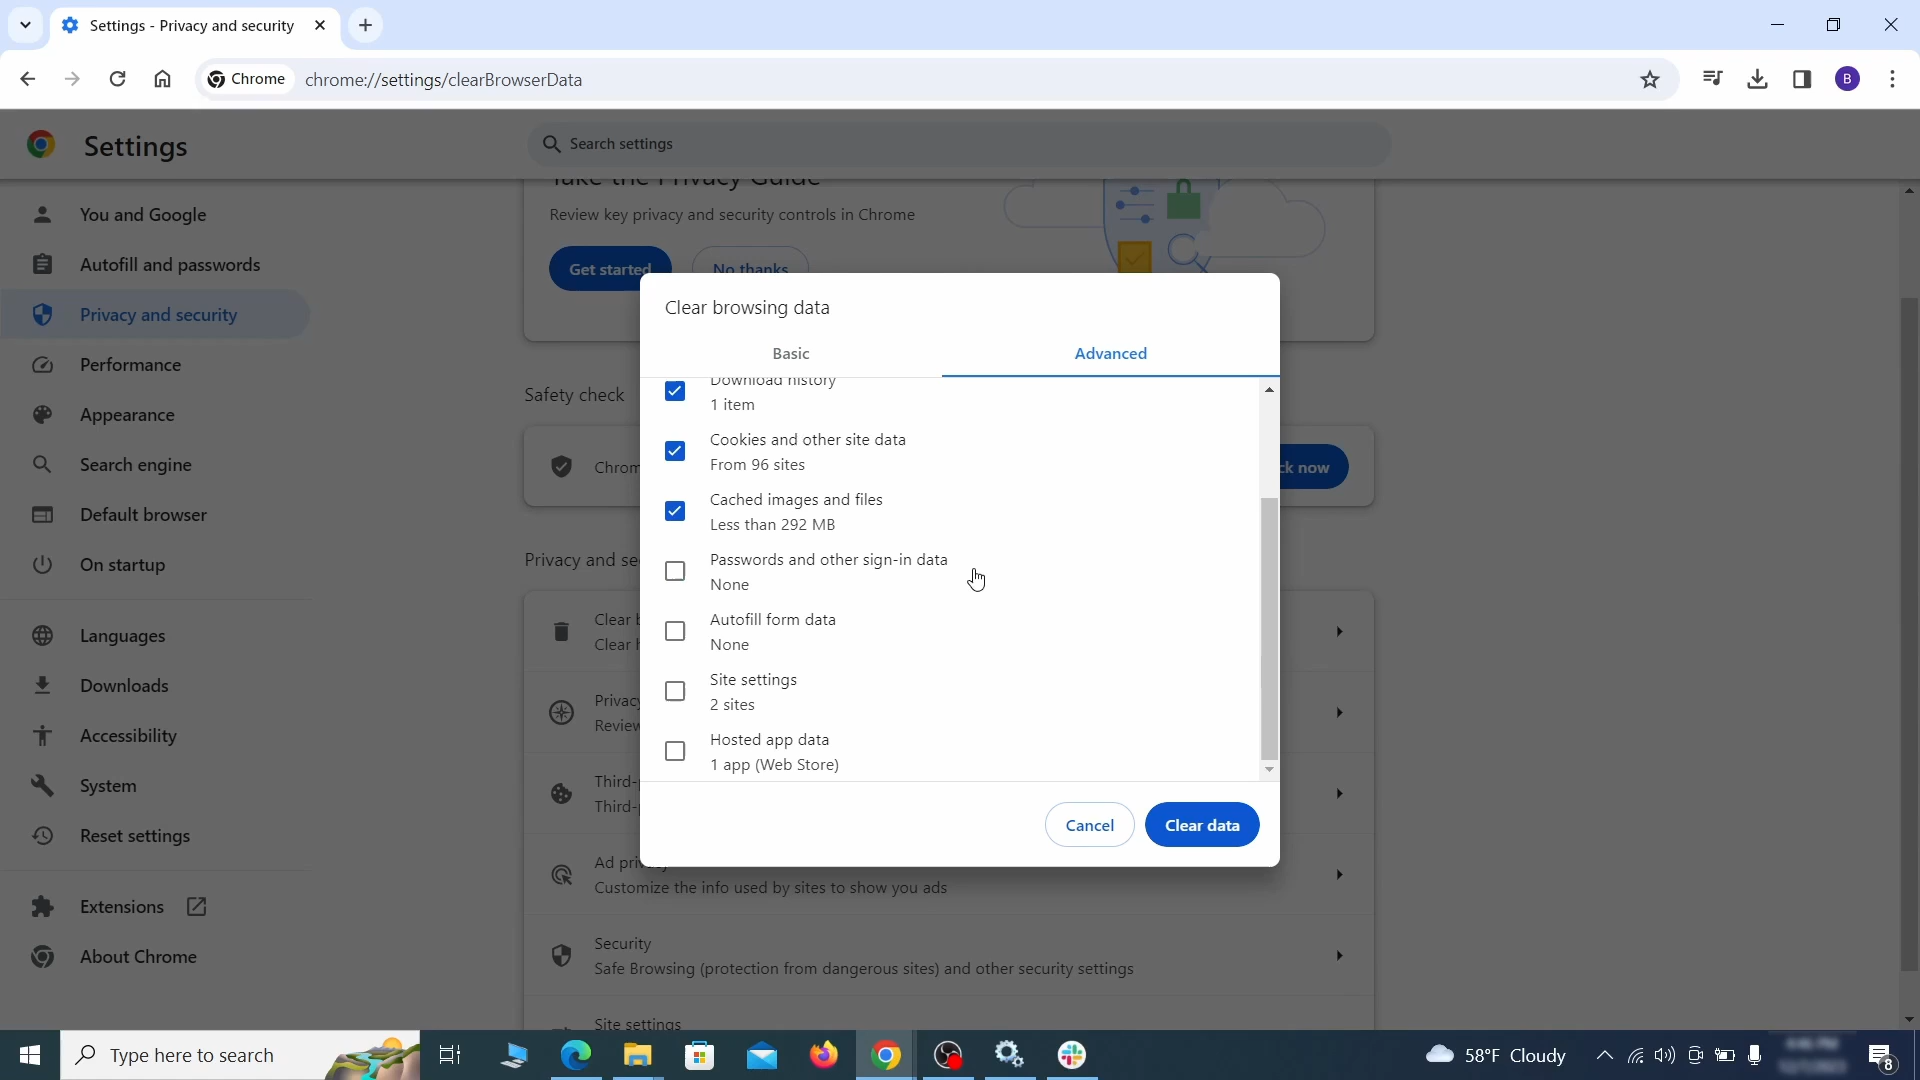 Settings - Privacy and security
Chrome
chrome://settings/clearBrowserData
B
Settings
Search settings
You and Google
Autofill and passwords
Privacy and security
Performance
Appearance
Search engine
Default browser
On startup
Languages
Downloads
Accessibility
System
Reset settings
Extensions
About Chrome
Take the Privacy Guide
Review key privacy and security controls in Chrome
Get started
No thanks
Safety check
Chrom
ck now
Privacy and se
Clear b
Clear h
Privacy
Review
Third-p
Third-p
Ad privacy
Customize the info used by sites to show you ads
Security
Safe Browsing (protection from dangerous sites) and other security settings
Site settings
Clear browsing data
Basic
Advanced
Download history
1 item
Cookies and other site data
From 96 sites
Cached images and files
Less than 292 MB
Passwords and other sign-in data
None
Autofill form data
None
Site settings
2 sites
Hosted app data
1 app (Web Store)
Cancel
Clear data
Type here to search
58°F Cloudy
8